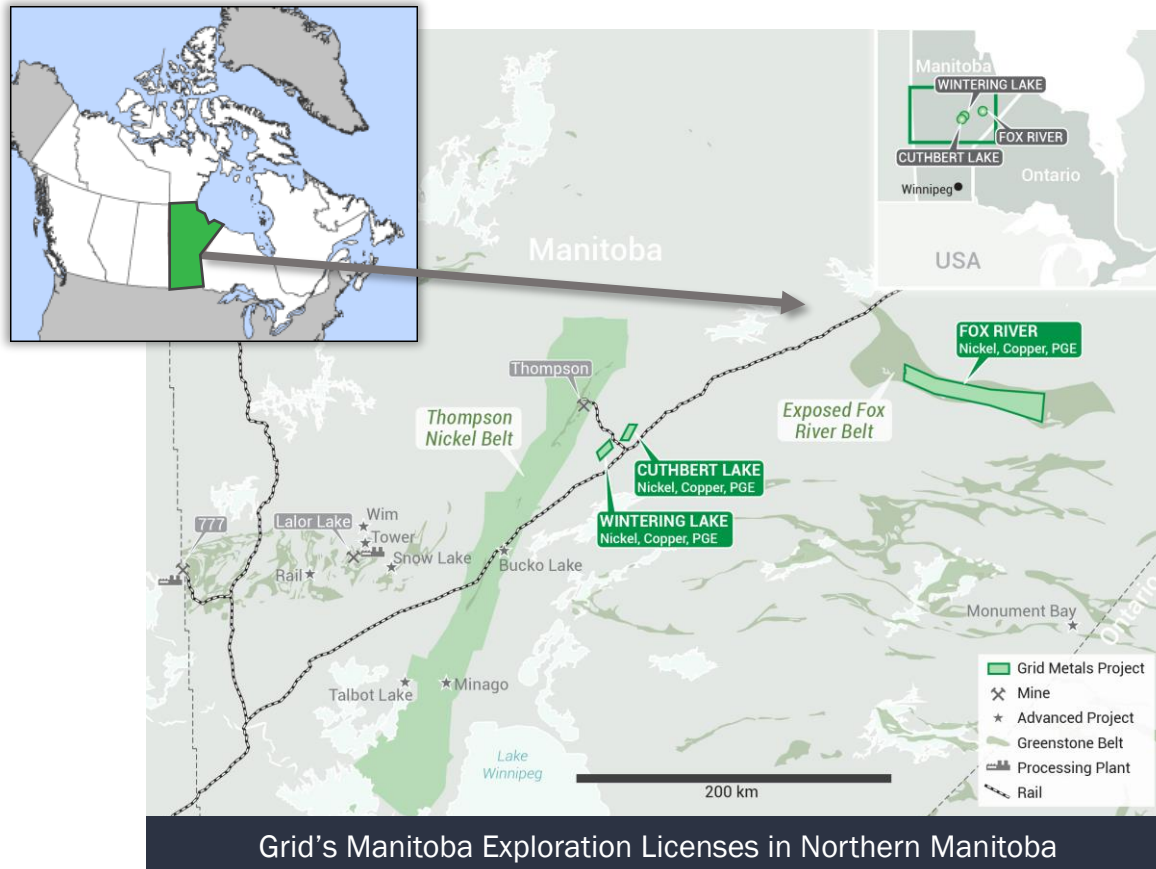 Manitoba
WINTERING LAKE
FOX RIVER
CUTHBERT LAKE
Ontario
Winnipeg
USA
Manitoba
FOX RIVER
Nickel, Copper, PGE
Thompson
Thompson
Nickel Belt
Exposed Fox
River Belt
CUTHBERT LAKE
Nickel, Copper, PGE
WINTERING LAKE
Nickel, Copper, PGE
777
Lalor Lake
Wim
Tower
Snow Lake
Rail
Bucko Lake
Monument Bay
Ontario
Talbot Lake
Minago
Lake
Winnipeg
200 km
Grid Metals Project
Mine
Advanced Project
Greenstone Belt
Processing Plant
Rail
Grid's Manitoba Exploration Licenses in Northern Manitoba